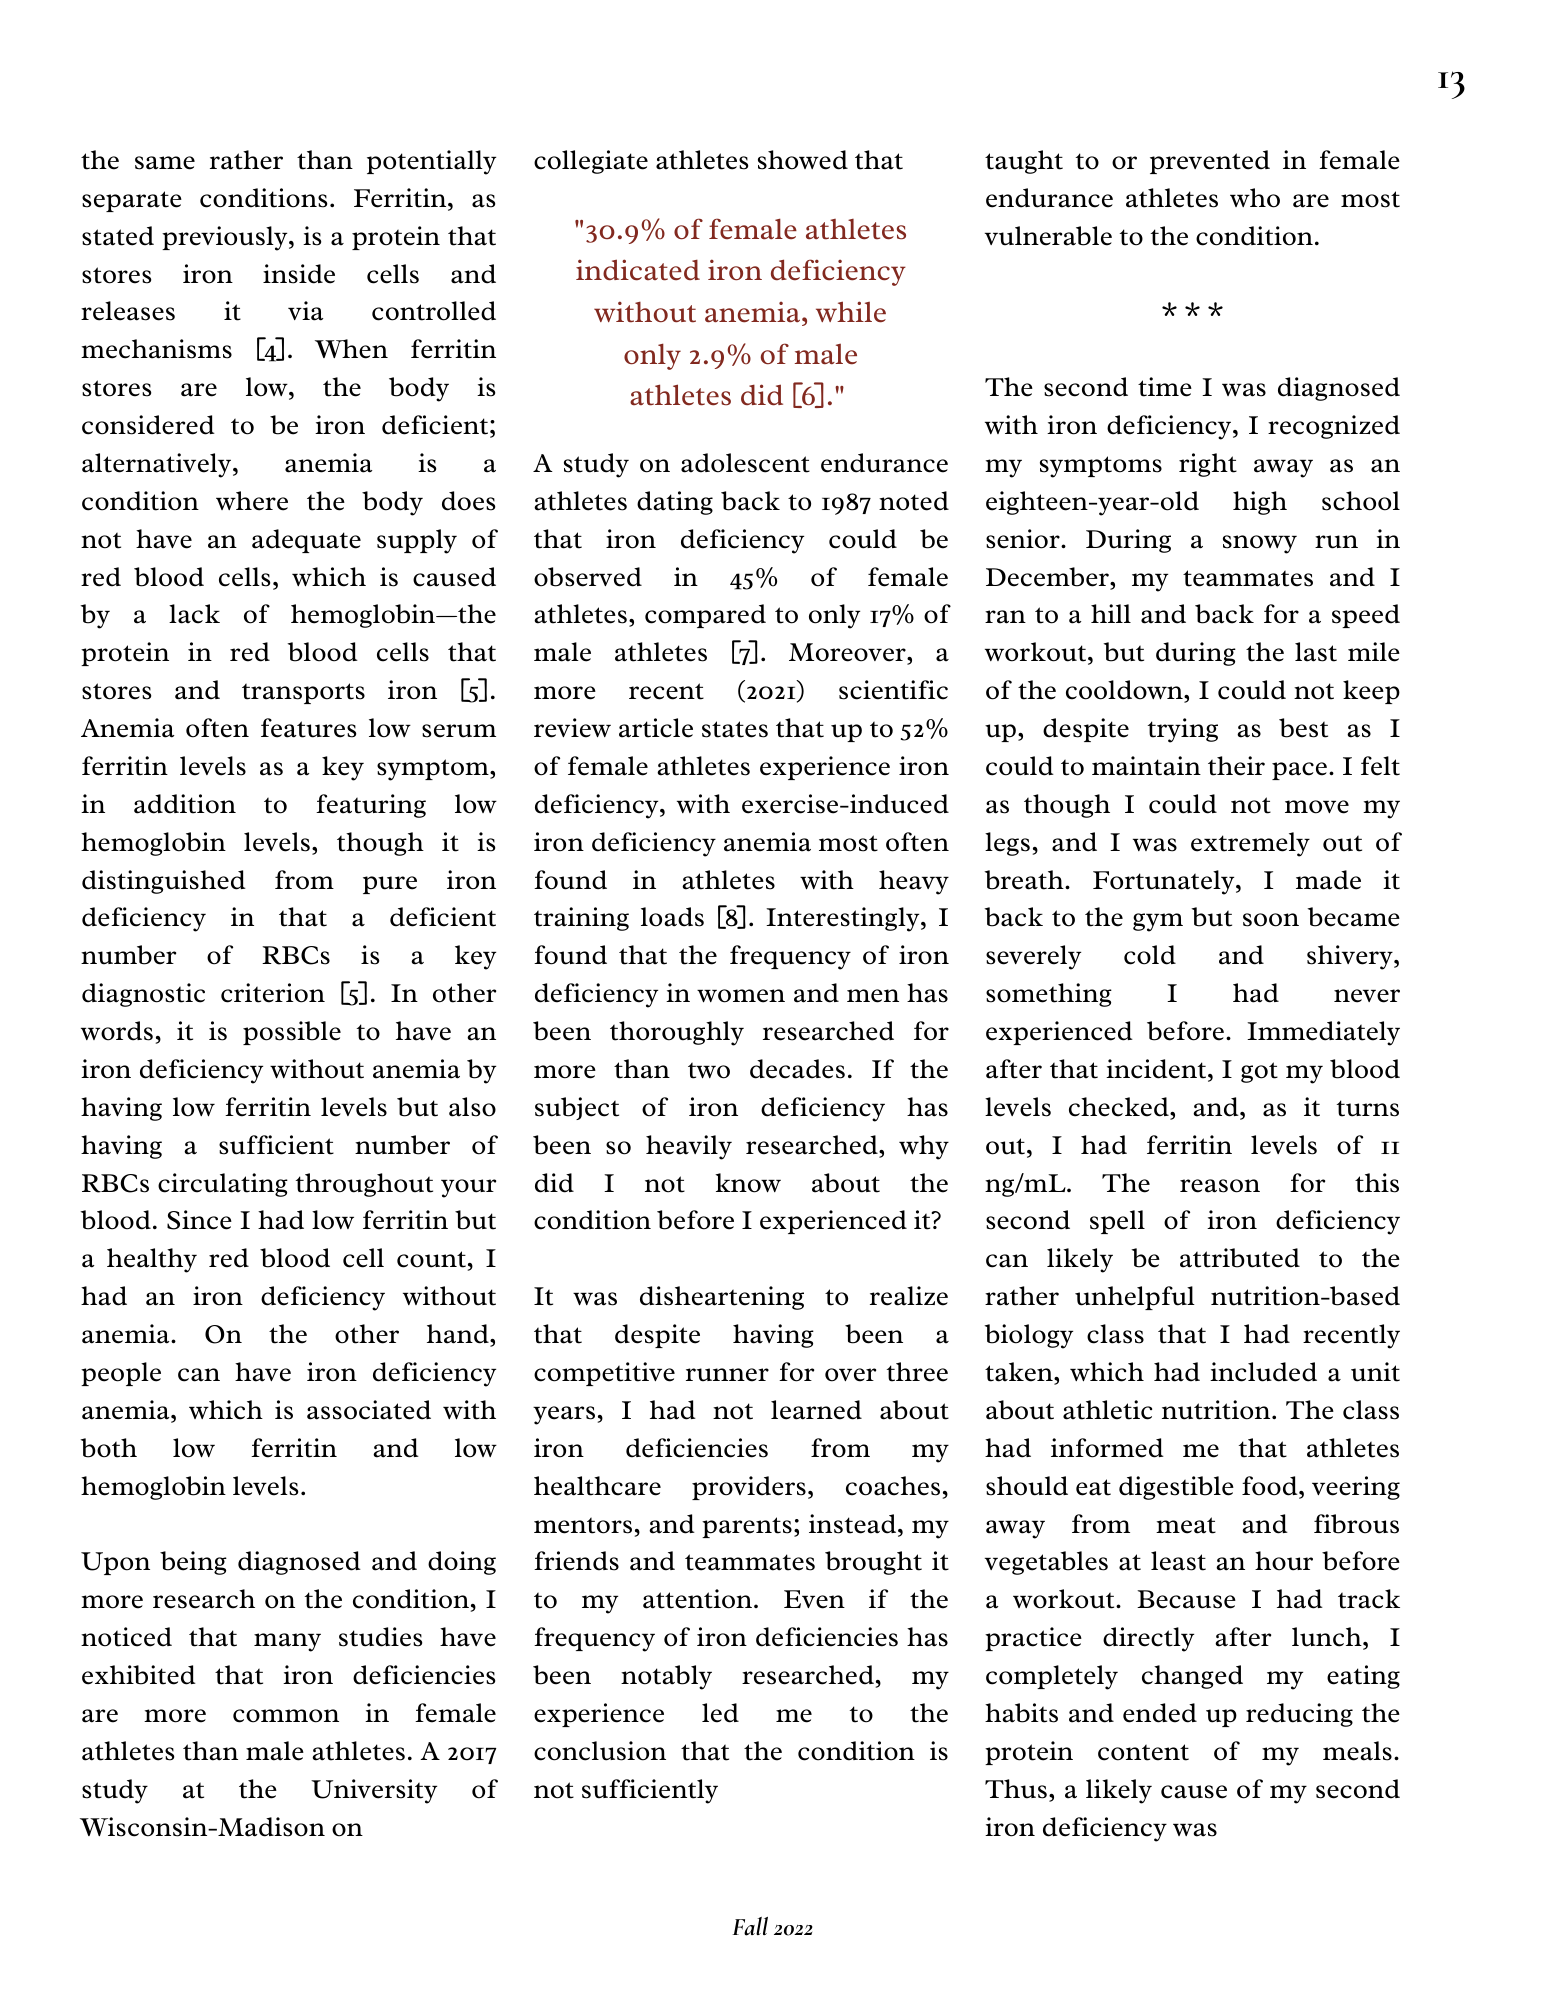 13
the same rather than potentially
separate conditions. Ferritin, as
stated previously, is a protein that
stores iron inside cells and
releases it via controlled
mechanisms [4]. When ferritin
stores are low, the body is
considered to be iron deficient;
alternatively, anemia is a
condition where the body does
not have an adequate supply of
red blood cells, which is caused
by a lack of hemoglobin—the
protein in red blood cells that
stores and transports iron [5].
Anemia often features low serum
ferritin levels as a key symptom,
in addition to featuring low
hemoglobin levels, though it is
distinguished from pure iron
deficiency in that a deficient
number of RBCs is a key
diagnostic criterion [5]. In other
words, it is possible to have an
iron deficiency without anemia by
having low ferritin levels but also
having a sufficient number of
RBCs circulating throughout your
blood. Since I had low ferritin but
a healthy red blood cell count, I
had an iron deficiency without
anemia. On the other hand,
people can have iron deficiency
anemia, which is associated with
both low ferritin and low
hemoglobin levels.
Upon being diagnosed and doing
more research on the condition, I
noticed that many studies have
exhibited that iron deficiencies
are more common in female
athletes than male athletes. A 2017
study at the University of
Wisconsin-Madison on
collegiate athletes showed that
"30.9% of female athletes
indicated iron deficiency
without anemia, while
only 2.9% of male
athletes did [6]."
A study on adolescent endurance
athletes dating back to 1987 noted
that iron deficiency could be
observed in 45% of female
athletes, compared to only 17% of
male athletes [7]. Moreover, a
more recent (2021) scientific
review article states that up to 52%
of female athletes experience iron
deficiency, with exercise-induced
iron deficiency anemia most often
found in athletes with heavy
training loads [8]. Interestingly, I
found that the frequency of iron
deficiency in women and men has
been thoroughly researched for
more than two decades. If the
subject of iron deficiency has
been so heavily researched, why
did I not know about the
condition before I experienced it?
It was disheartening to realize
that despite having been a
competitive runner for over three
years, I had not learned about
iron deficiencies from my
healthcare providers, coaches,
mentors, and parents; instead, my
friends and teammates brought it
to my attention. Even if the
frequency of iron deficiencies has
been notably researched, my
experience led me to the
conclusion that the condition is
not sufficiently
taught to or prevented in female
endurance athletes who are most
vulnerable to the condition.
* * *
The second time I was diagnosed
with iron deficiency, I recognized
my symptoms right away as an
eighteen-year-old high school
senior. During a snowy run in
December, my teammates and I
ran to a hill and back for a speed
workout, but during the last mile
of the cooldown, I could not keep
up, despite trying as best as I
could to maintain their pace. I felt
as though I could not move my
legs, and I was extremely out of
breath. Fortunately, I made it
back to the gym but soon became
severely cold and shivery,
something I had never
experienced before. Immediately
after that incident, I got my blood
levels checked, and, as it turns
out, I had ferritin levels of 11
ng/mL. The reason for this
second spell of iron deficiency
can likely be attributed to the
rather unhelpful nutrition-based
biology class that I had recently
taken, which had included a unit
about athletic nutrition. The class
had informed me that athletes
should eat digestible food, veering
away from meat and fibrous
vegetables at least an hour before
a workout. Because I had track
practice directly after lunch, I
completely changed my eating
habits and ended up reducing the
protein content of my meals.
Thus, a likely cause of my second
iron deficiency was
Fall 2022